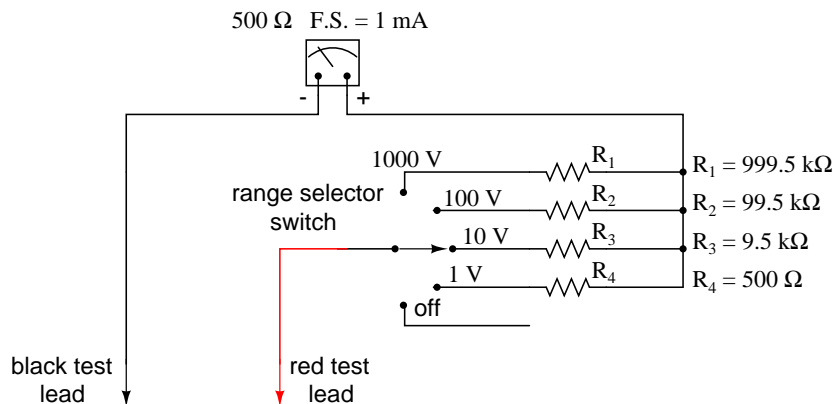 500 Ω F.S. = 1 mA
- +
1000 V R₁ R₁ = 999.5 kΩ
range selector
switch
100 V R₂ R₂ = 99.5 kΩ
10 V R₃ R₃ = 9.5 kΩ
1 V R₄ R₄ = 500 Ω
off
black test
lead
red test
lead